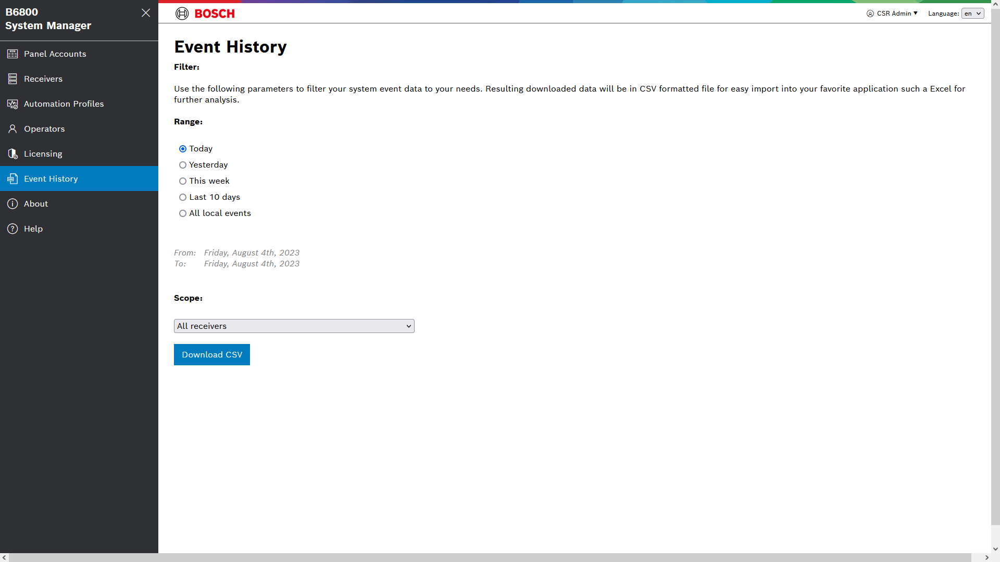 B6800
System Manager
Panel Accounts
Receivers
Automation Profiles
Operators
Licensing
Event History
About
Help
BOSCH
CSR Admin
Language: en
Event History
Filter:
Use the following parameters to filter your system event data to your needs. Resulting downloaded data will be in CSV formatted file for easy import into your favorite application such a Excel for
further analysis.
Range:
Today
Yesterday
This week
Last 10 days
All local events
From: Friday, August 4th, 2023
To: Friday, August 4th, 2023
Scope:
All receivers
Download CSV